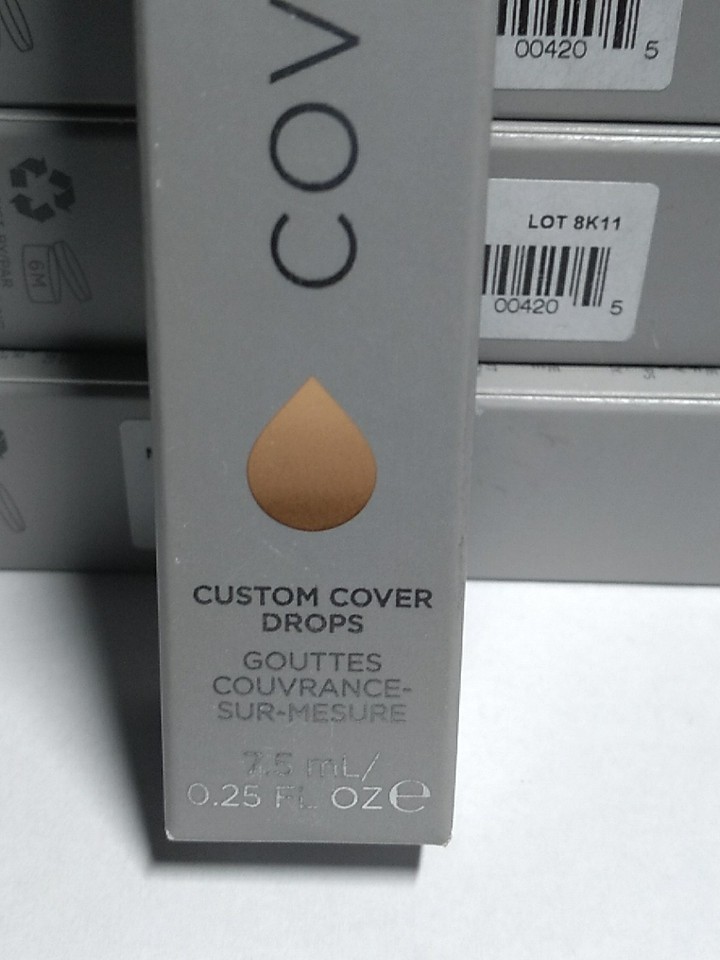 COV
CUSTOM COVER
DROPS
GOUTTES
COUVRANCE-
SUR-MESURE
7.5 mL/
0.25 FL OZ e
00420 5
LOT 8K11
00420 5
6M